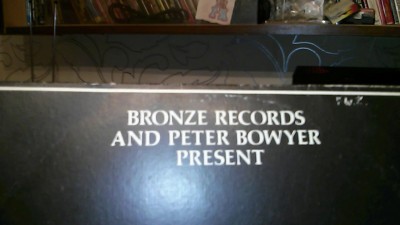 BRONZE RECORDS
AND PETER BOWYER
PRESENT